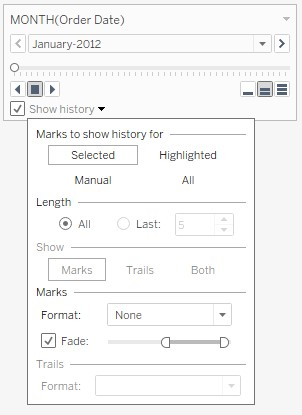 MONTH(Order Date)
January-2012
Show history
Marks to show history for
Selected Highlighted
Manual All
Length
All Last: 5
Show
Marks Trails Both
Marks
Format: None
Fade:
Trails
Format: